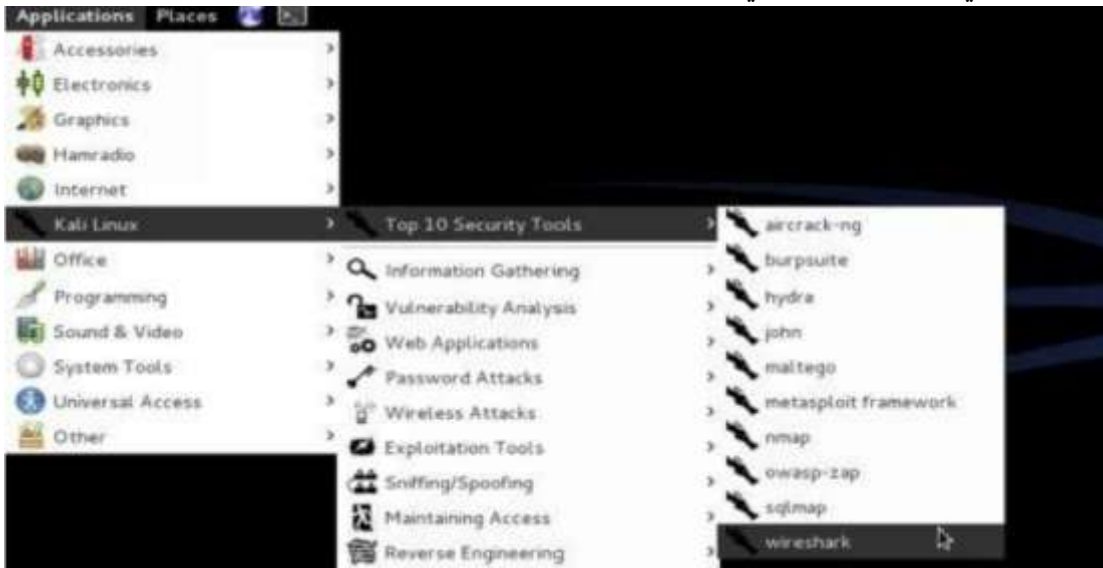 Applications Places
Accessories
Electronics
Graphics
Hamradio
Internet
Kali Linux
Office
Programming
Sound & Video
System Tools
Universal Access
Other
Top 10 Security Tools
Information Gathering
Vulnerability Analysis
Web Applications
Password Attacks
Wireless Attacks
Exploitation Tools
Sniffing/Spoofing
Maintaining Access
Reverse Engineering
aircrack-ng
burpsuite
hydra
john
maltego
metasploit framework
nmap
owasp-zap
sqlmap
wireshark